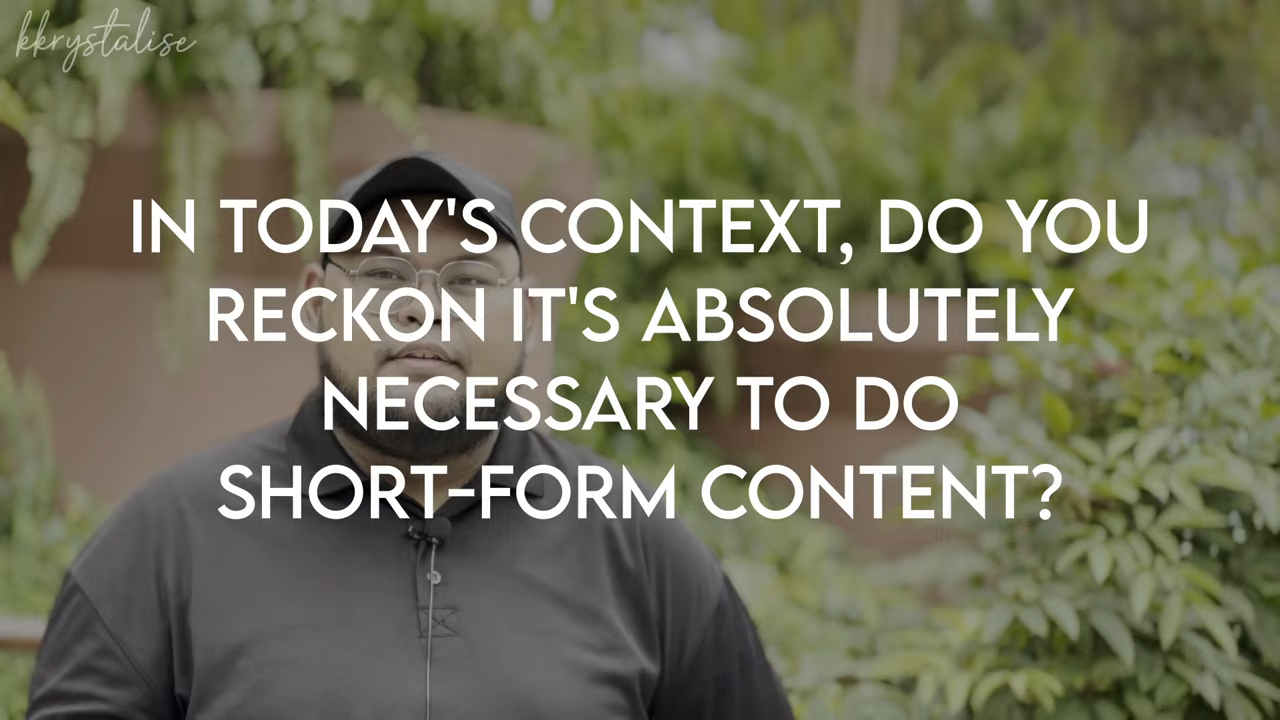 kkrystalise
IN TODAY'S CONTEXT, DO YOU
RECKON IT'S ABSOLUTELY
NECESSARY TO DO
SHORT-FORM CONTENT?